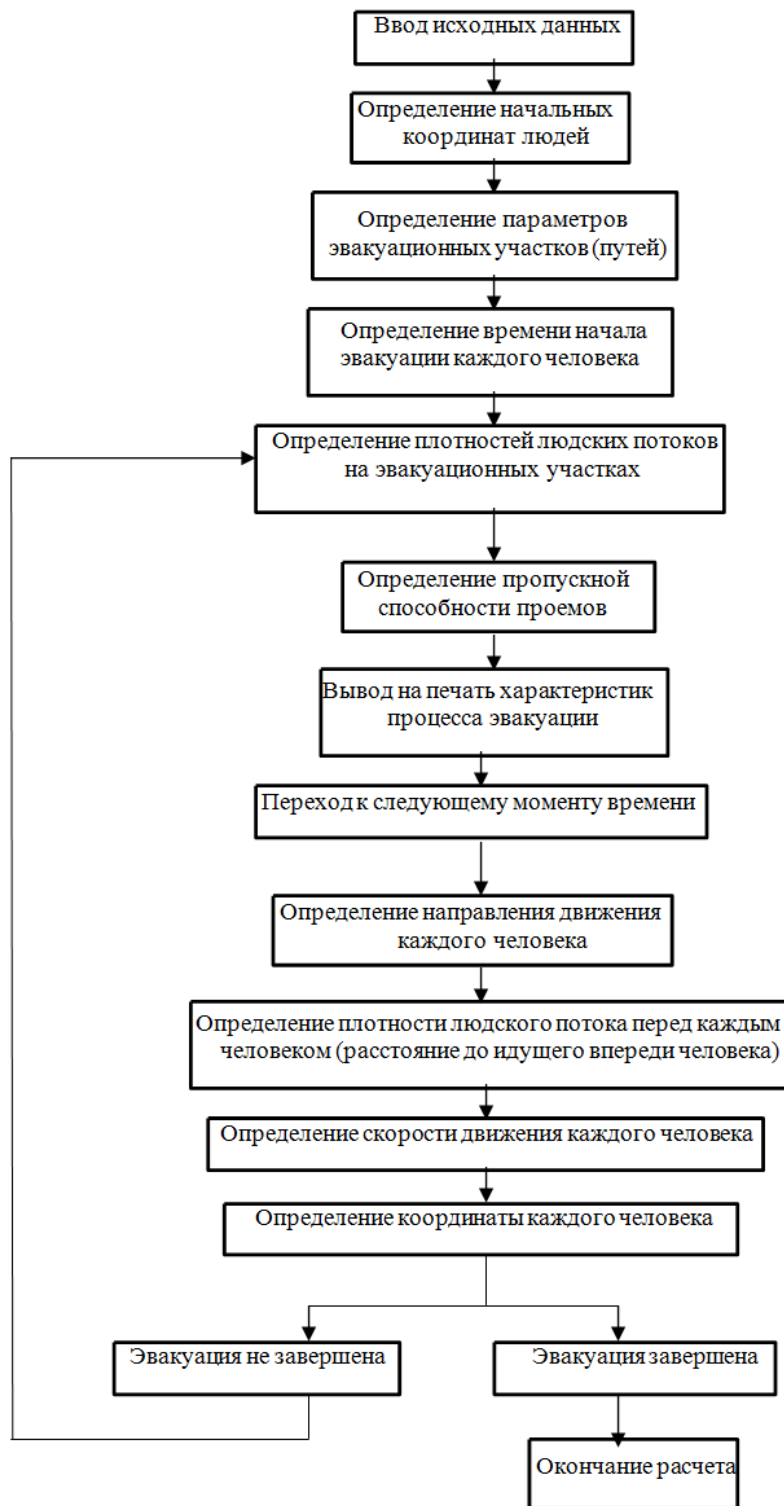 Ввод исходных данных
Определение начальных
координат людей
Определение параметров
эвакуационных участков (путей)
Определение времени начала
эвакуации каждого человека
Определение плотностей людских потоков
на эвакуационных участках
Определение пропускной
способности проемов
Вывод на печать характеристик
процесса эвакуации
Переход к следующему моменту времени
Определение направления движения
каждого человека
Определение плотности людского потока перед каждым
человеком (расстояние до идущего впереди человека)
Определение скорости движения каждого человека
Определение координаты каждого человека
Эвакуация не завершена
Эвакуация завершена
Окончание расчета